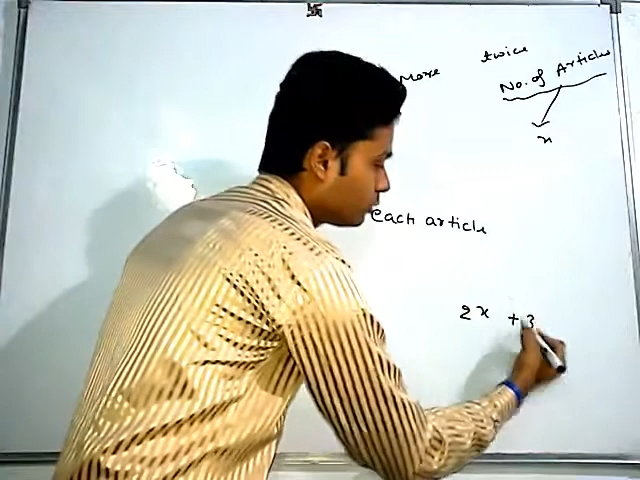 More twice
No. of Articles
x
each article
2x + 3